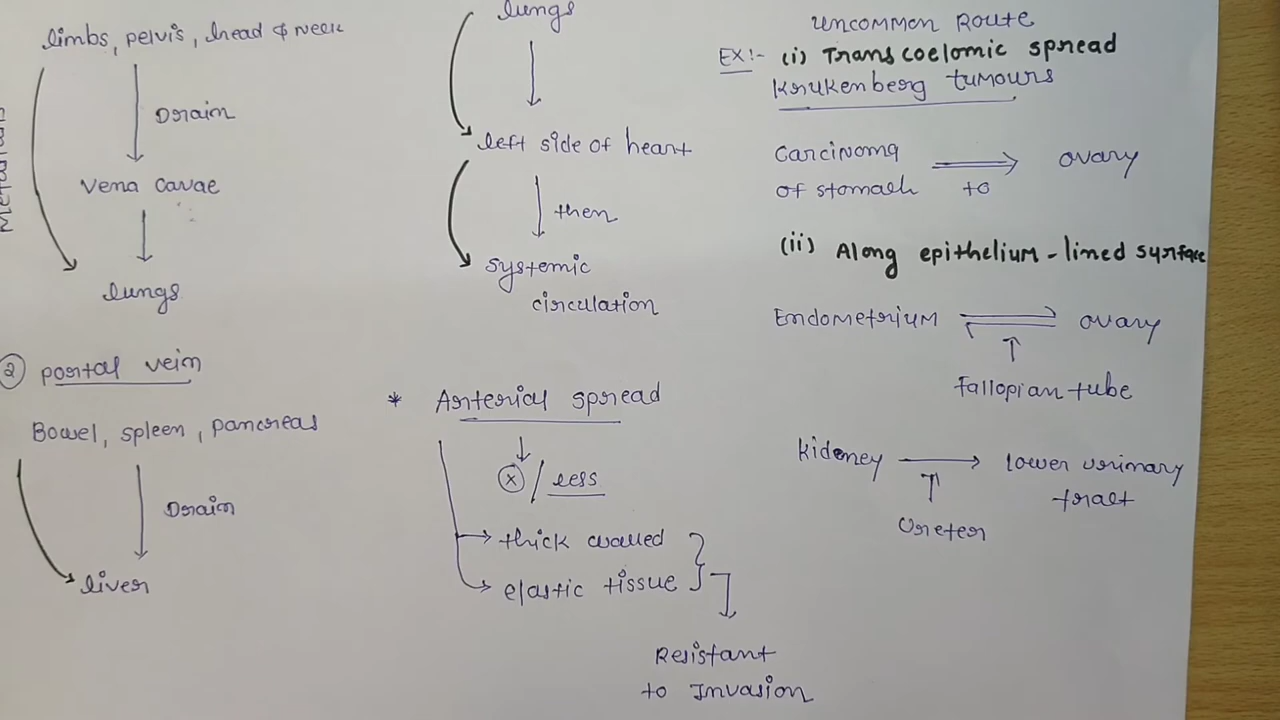 limbs, pelvis, head & Neck
Drain
vena cavae
lungs
② portal vein
Bowel, spleen, pancreas
Drain
liver
lungs
left side of heart
then
systemic
circulation
* Arterial spread
ⓧ / less
thick walled
elastic tissue
Resistant
to Invasion
uncommon Route
EX:- (i) Trans coelomic spread
Krukenberg tumours
Carcinoma
of stomach
to
ovary
(ii) Along epithelium-lined surface
Endometrium
ovary
Fallopian tube
kideney
lower urinary
tract
Ureter